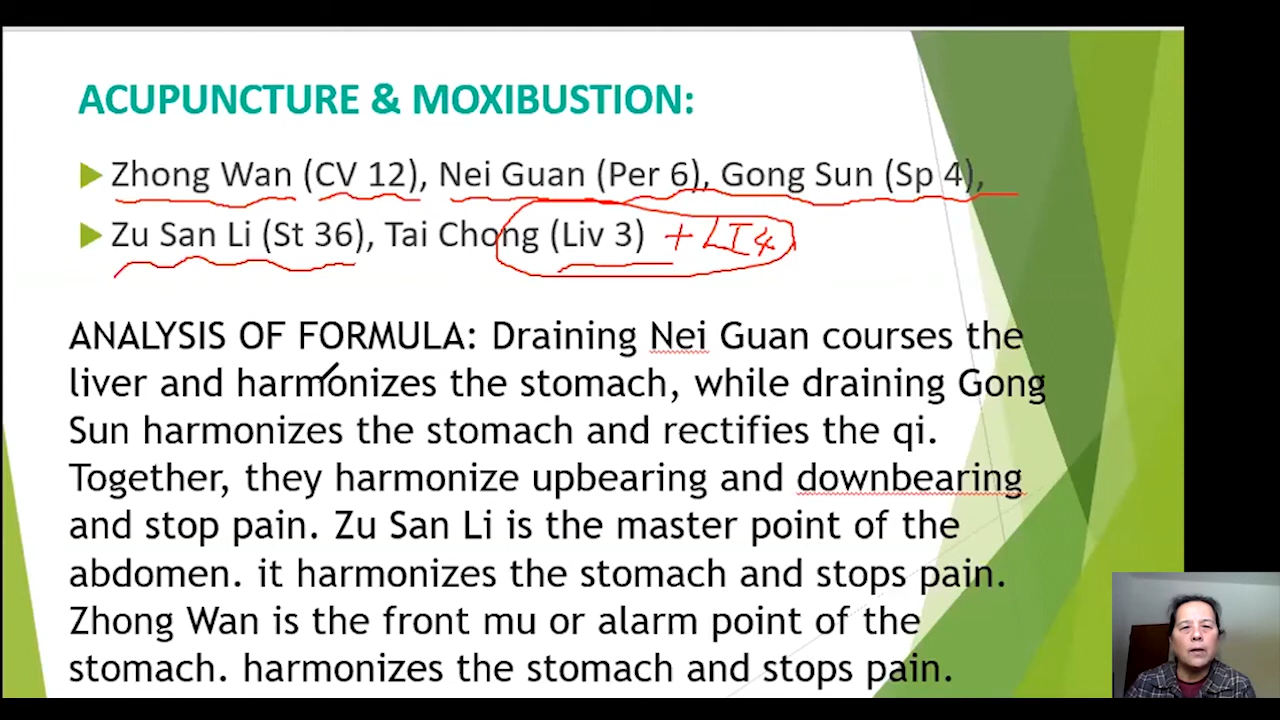 ACUPUNCTURE & MOXIBUSTION:
Zhong Wan (CV 12), Nei Guan (Per 6), Gong Sun (Sp 4),
Zu San Li (St 36), Tai Chong (Liv 3) + LI 4
ANALYSIS OF FORMULA: Draining Nei Guan courses the
liver and harmonizes the stomach, while draining Gong
Sun harmonizes the stomach and rectifies the qi.
Together, they harmonize upbearing and downbearing
and stop pain. Zu San Li is the master point of the
abdomen. it harmonizes the stomach and stops pain.
Zhong Wan is the front mu or alarm point of the
stomach. harmonizes the stomach and stops pain.